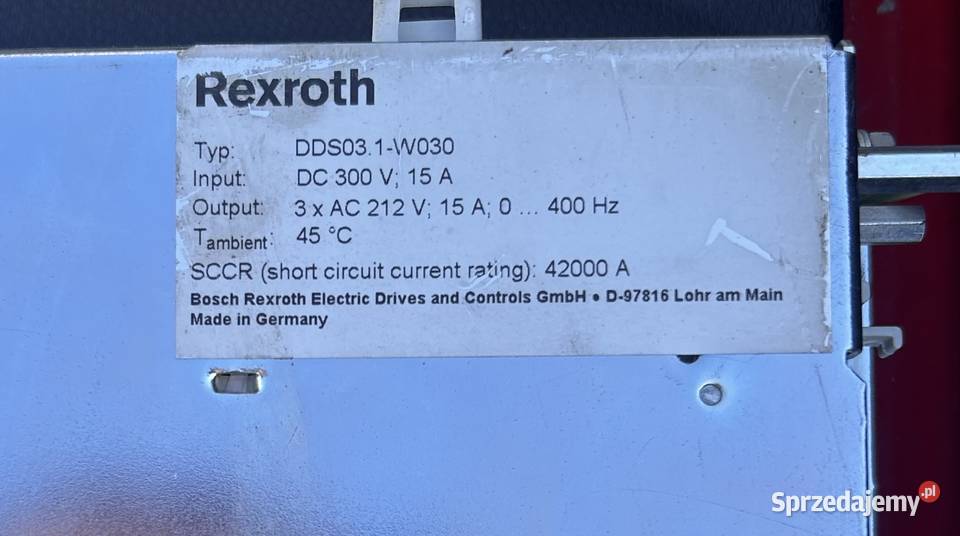 Rexroth
Typ: DDS03.1-W030
Input: DC 300 V; 15 A
Output: 3 x AC 212 V; 15 A; 0 ... 400 Hz
Tambient: 45 °C
SCCR (short circuit current rating): 42000 A
Bosch Rexroth Electric Drives and Controls GmbH • D-97816 Lohr am Main
Made in Germany
Sprzedajemy.pl